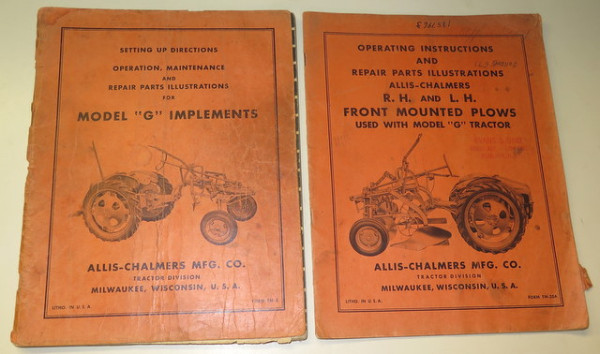 SETTING UP DIRECTIONS
OPERATION, MAINTENANCE
AND
REPAIR PARTS ILLUSTRATIONS
FOR
MODEL "G" IMPLEMENTS
ALLIS-CHALMERS MFG. CO.
TRACTOR DIVISION
MILWAUKEE, WISCONSIN, U. S. A.
LITHO. IN U.S.A.
OPERATING INSTRUCTIONS
AND
REPAIR PARTS ILLUSTRATIONS
ALLIS-CHALMERS
R. H. AND L. H.
FRONT MOUNTED PLOWS
USED WITH MODEL "G" TRACTOR
ALLIS-CHALMERS MFG. CO.
TRACTOR DIVISION
MILWAUKEE, WISCONSIN, U. S. A.
LITHO. IN U.S.A.